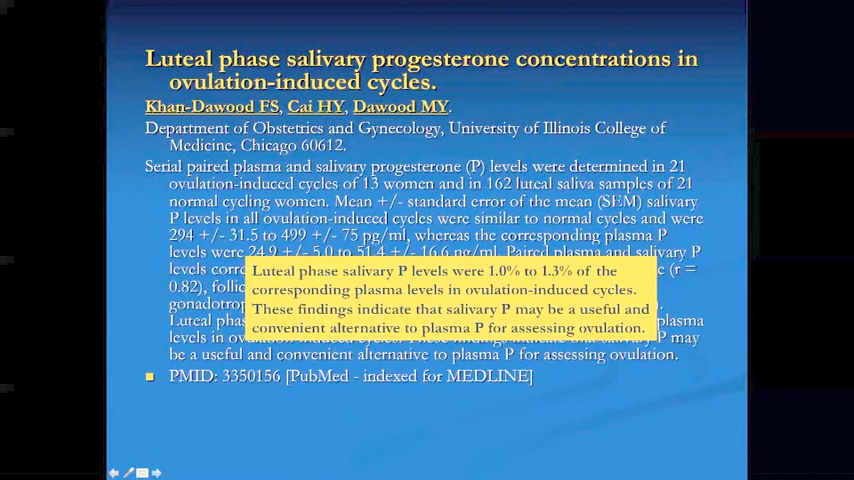 Luteal phase salivary progesterone concentrations in
ovulation-induced cycles.
Khan-Dawood FS, Cai HY, Dawood MY.
Department of Obstetrics and Gynecology, University of Illinois College of
Medicine, Chicago 60612.
Serial paired plasma and salivary progesterone (P) levels were determined in 21
ovulation-induced cycles of 13 women and in 162 luteal saliva samples of 21
normal cycling women. Mean +/- standard error of the mean (SEM) salivary
P levels in all ovulation-induced cycles were similar to normal cycles and were
294 +/- 31.5 to 499 +/- 75 pg/ml, whereas the corresponding plasma P
levels were 24.9 +/- 5.0 to 51.4 +/- 16.6 ng/ml. Paired plasma and salivary P
levels (r =
0.82),
Luteal phase salivary P levels were 1.0% to 1.3% of the
corresponding plasma levels in ovulation-induced cycles.
These findings indicate that salivary P may be a useful and
convenient alternative to plasma P for assessing ovulation.
Luteal plasma
levels in P may
be a useful and convenient alternative to plasma P for assessing ovulation.
PMID: 3350156 [PubMed - indexed for MEDLINE]